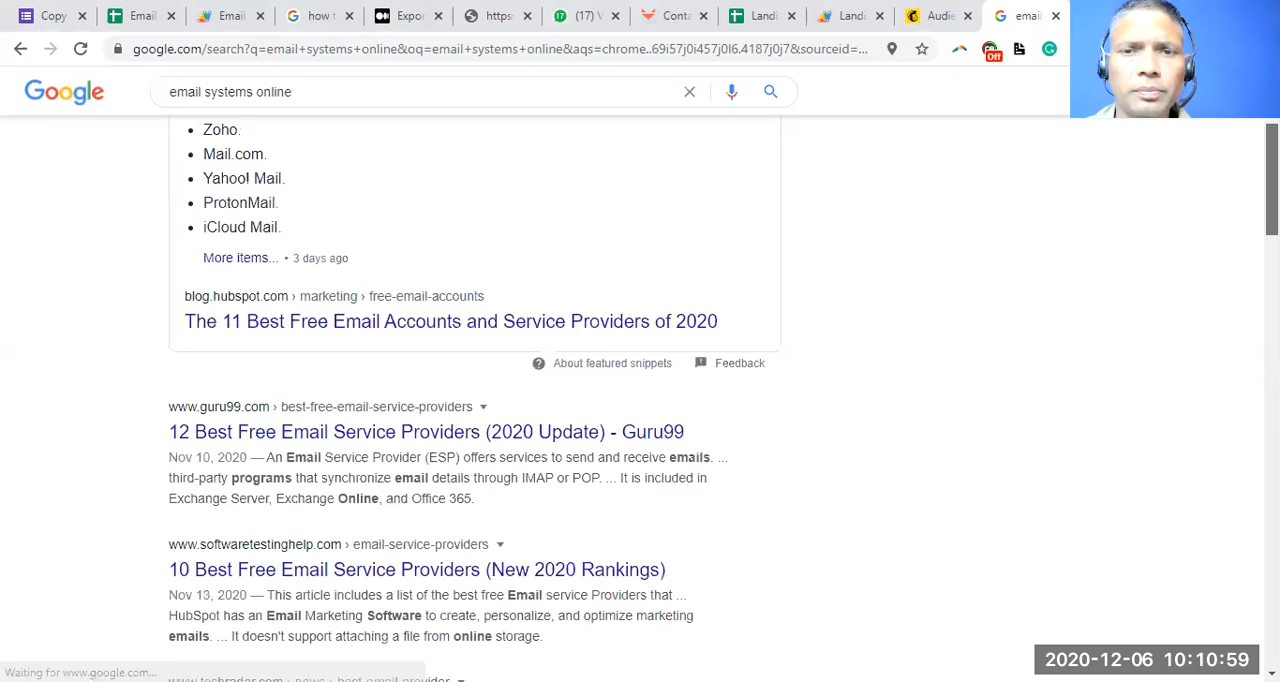 Copy
Email
Email
how t
Expor
https:
(17) V
Conta
Landi
Landi
Audie
email
google.com/search?q=email+systems+online&oq=email+systems+online&aqs=chrome..69i57j0i457j0l6.4187j0j7&sourceid=...
Off
Google
email systems online
Zoho.
Mail.com.
Yahoo! Mail.
ProtonMail.
iCloud Mail.
More items... • 3 days ago
blog.hubspot.com › marketing › free-email-accounts
The 11 Best Free Email Accounts and Service Providers of 2020
About featured snippets Feedback
www.guru99.com › best-free-email-service-providers
12 Best Free Email Service Providers (2020 Update) - Guru99
Nov 10, 2020 — An Email Service Provider (ESP) offers services to send and receive emails. ...
third-party programs that synchronize email details through IMAP or POP. ... It is included in
Exchange Server, Exchange Online, and Office 365.
www.softwaretestinghelp.com › email-service-providers
10 Best Free Email Service Providers (New 2020 Rankings)
Nov 13, 2020 — This article includes a list of the best free Email service Providers that ...
HubSpot has an Email Marketing Software to create, personalize, and optimize marketing
emails. ... It doesn't support attaching a file from online storage.
Waiting for www.google.com...
www.techradar.com › news › best-email-provider
2020-12-06 10:10:59